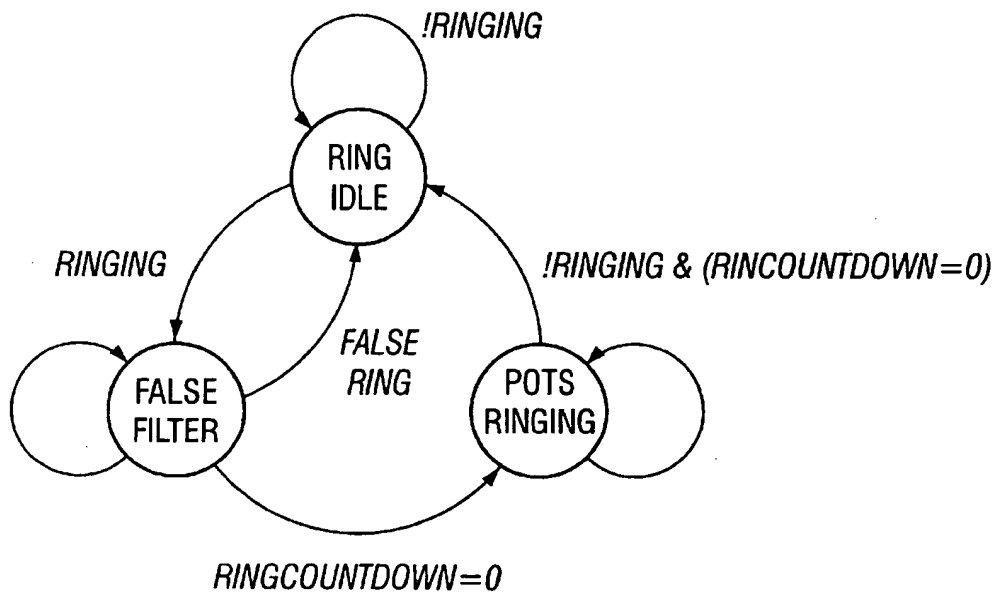 !RINGING
RING
IDLE
RINGING
!RINGING & (RINCOUNTDOWN=0)
FALSE
RING
FALSE
FILTER
POTS
RINGING
RINGCOUNTDOWN=0